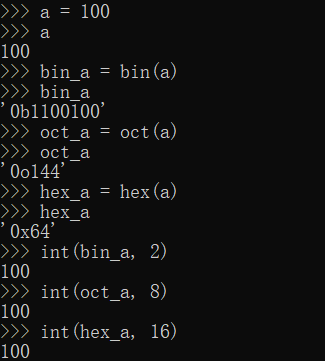 >>> a = 100
>>> a
100
>>> bin_a = bin(a)
>>> bin_a
'0b1100100'
>>> oct_a = oct(a)
>>> oct_a
'0o144'
>>> hex_a = hex(a)
>>> hex_a
'0x64'
>>> int(bin_a, 2)
100
>>> int(oct_a, 8)
100
>>> int(hex_a, 16)
100